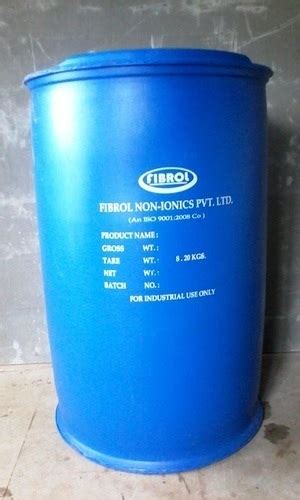 FIBROL
FIBROL NON-IONICS PVT. LTD.
(An ISO 9001:2008 Co)
PRODUCT NAME :
GROSS WT. :
TARE WT. : 8.20 KGS.
NET WT. :
BATCH NO. :
FOR INDUSTRIAL USE ONLY